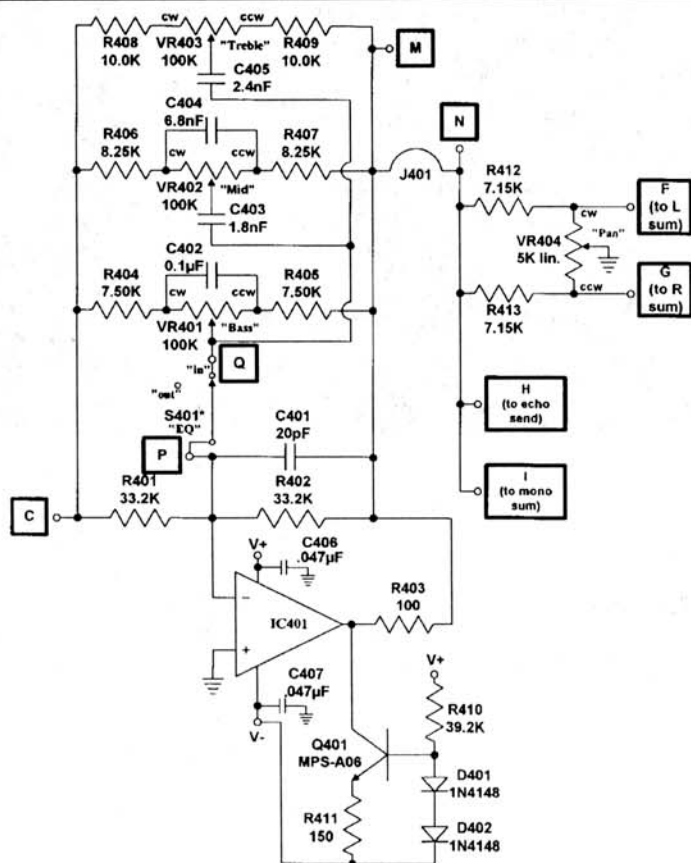 cw
ccw
R408
10.0K
VR403
100K
"Treble"
R409
10.0K
M
C405
2.4nF
C404
6.8nF
N
R406
8.25K
cw
ccw
R407
8.25K
VR402
100K
"Mid"
J401
R412
7.15K
F
(to L
sum)
cw
C403
1.8nF
C402
0.1µF
VR404
5K lin.
"Pan"
R404
7.50K
cw
ccw
R405
7.50K
G
(to R
sum)
ccw
VR401
100K
"Bass"
R413
7.15K
Q
"in"
"out"
S401*
"EQ"
H
(to echo
send)
P
C401
20pF
R401
33.2K
R402
33.2K
I
(to mono
sum)
C
V+
C406
.047µF
R403
100
−
IC401
+
V+
C407
.047µF
R410
39.2K
V-
Q401
MPS-A06
D401
1N4148
R411
150
D402
1N4148